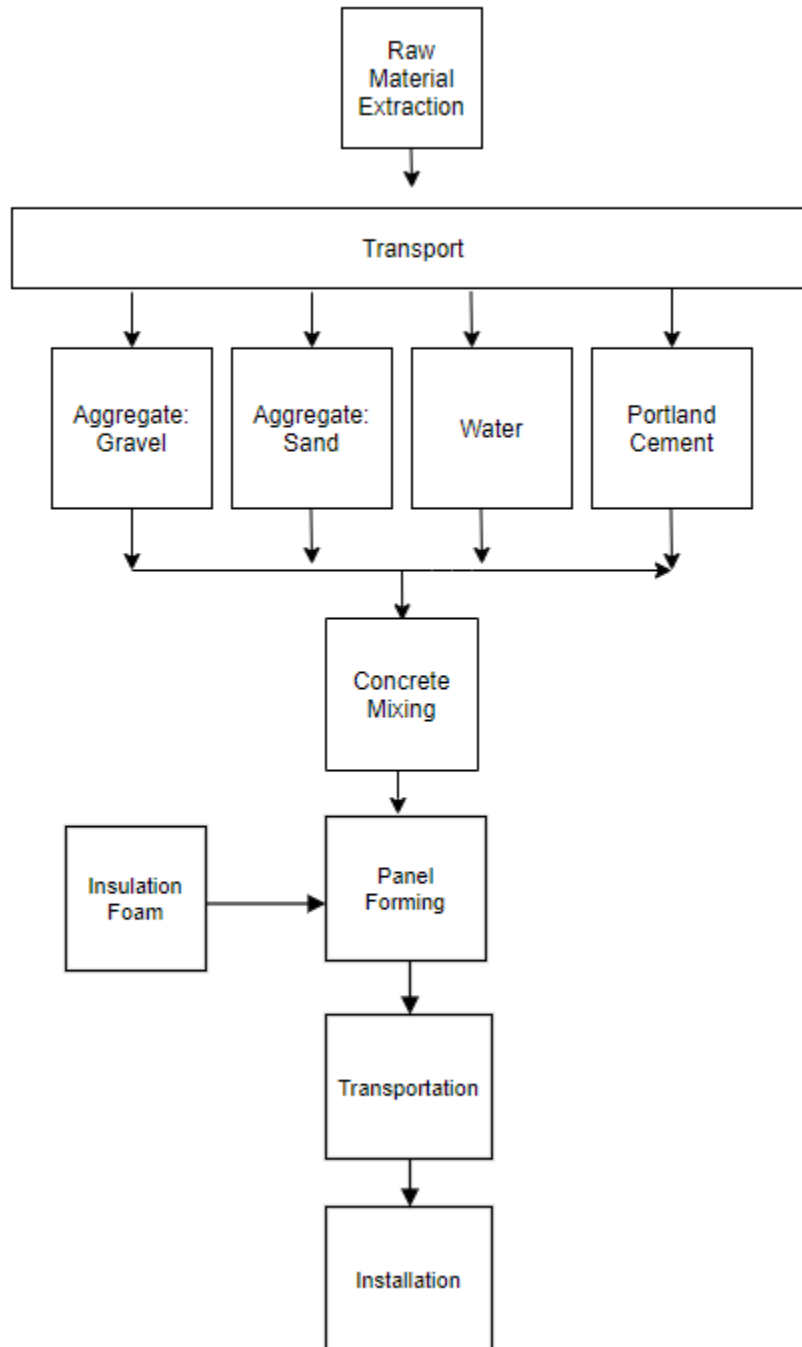 Raw
Material
Extraction
Transport
Aggregate:
Gravel
Aggregate:
Sand
Water
Portland
Cement
Concrete
Mixing
Insulation
Foam
Panel
Forming
Transportation
Installation